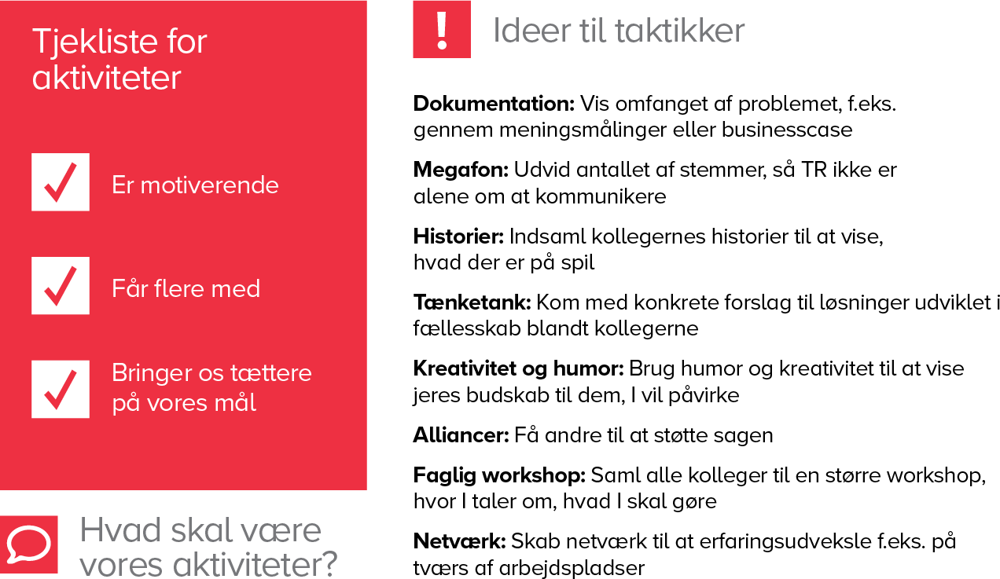 Tjekliste for
aktiviteter
Er motiverende
Får flere med
Bringer os tættere
på vores mål
Hvad skal være
vores aktiviteter?
! Ideer til taktikker
Dokumentation: Vis omfanget af problemet, f.eks.
gennem meningsmålinger eller businesscase
Megafon: Udvid antallet af stemmer, så TR ikke er
alene om at kommunikere
Historier: Indsaml kollegernes historier til at vise,
hvad der er på spil
Tænketank: Kom med konkrete forslag til løsninger udviklet i
fællesskab blandt kollegerne
Kreativitet og humor: Brug humor og kreativitet til at vise
jeres budskab til dem, I vil påvirke
Alliancer: Få andre til at støtte sagen
Faglig workshop: Saml alle kolleger til en større workshop,
hvor I taler om, hvad I skal gøre
Netværk: Skab netværk til at erfaringsudveksle f.eks. på
tværs af arbejdspladser